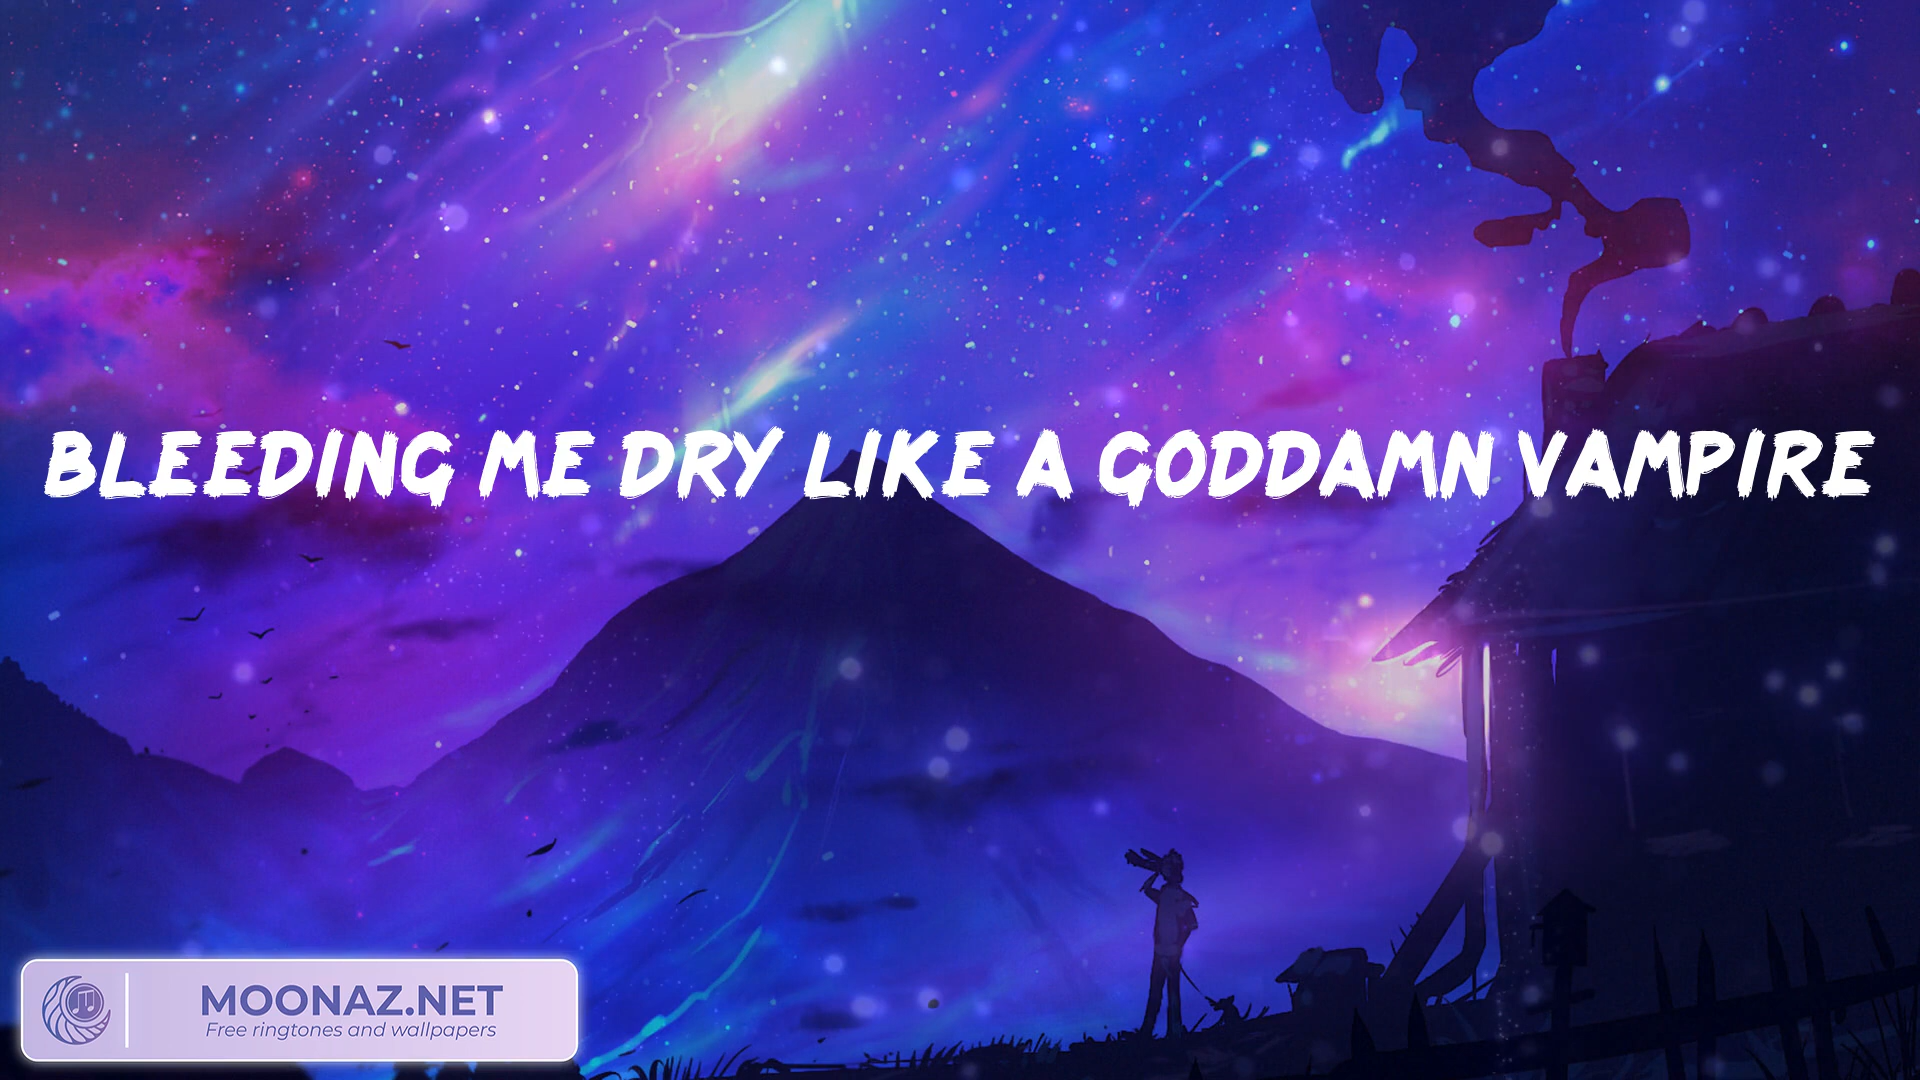 BLEEDING ME DRY LIKE A GODDAMN VAMPIRE
MOONAZ.NET
Free ringtones and wallpapers